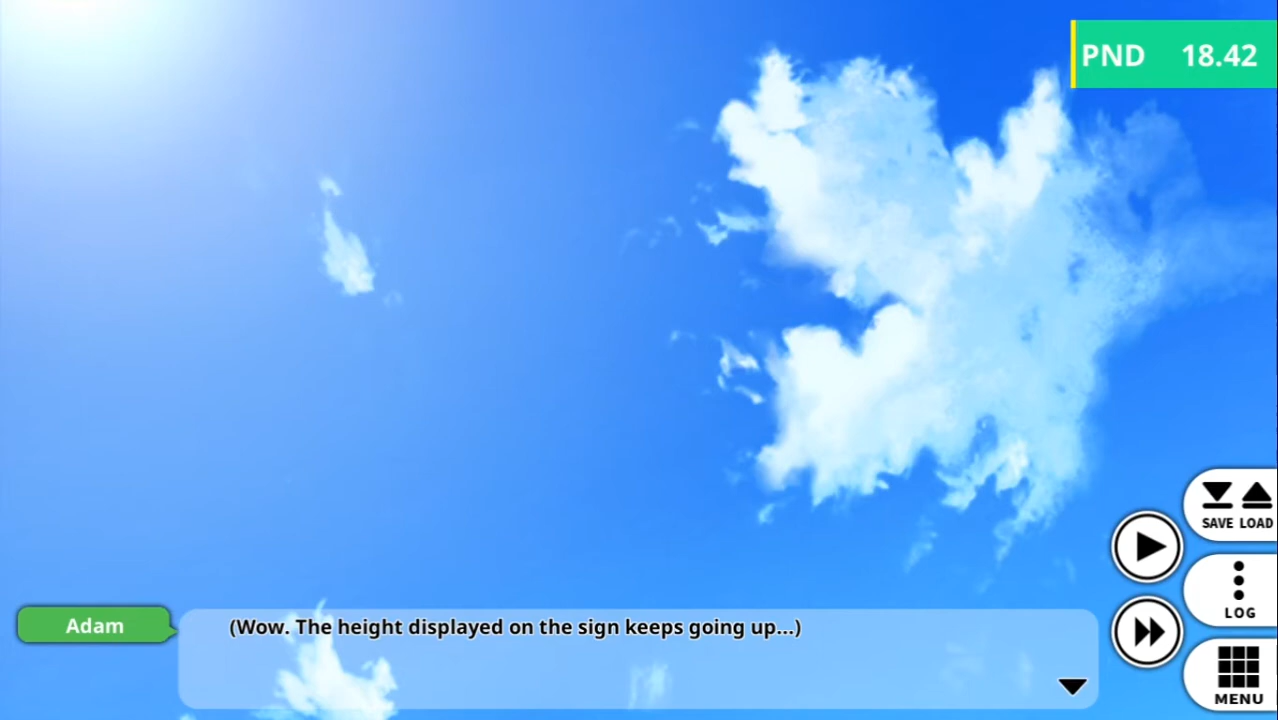 PND 18.42
SAVE LOAD
LOG
Adam
(Wow. The height displayed on the sign keeps going up...)
MENU